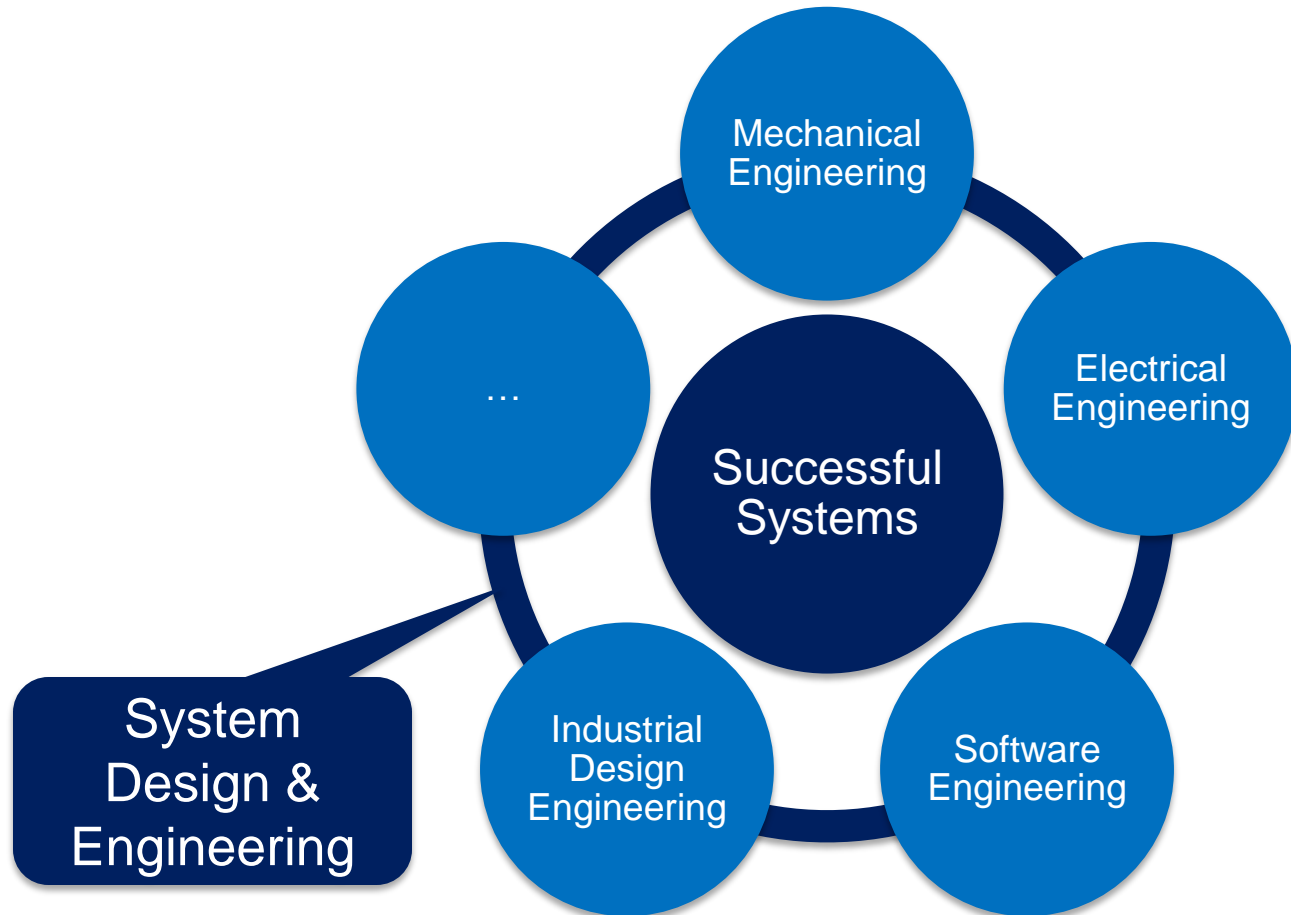 Mechanical
Engineering
Electrical
Engineering
...
Successful
Systems
Software
Engineering
Industrial
Design
Engineering
System
Design &
Engineering